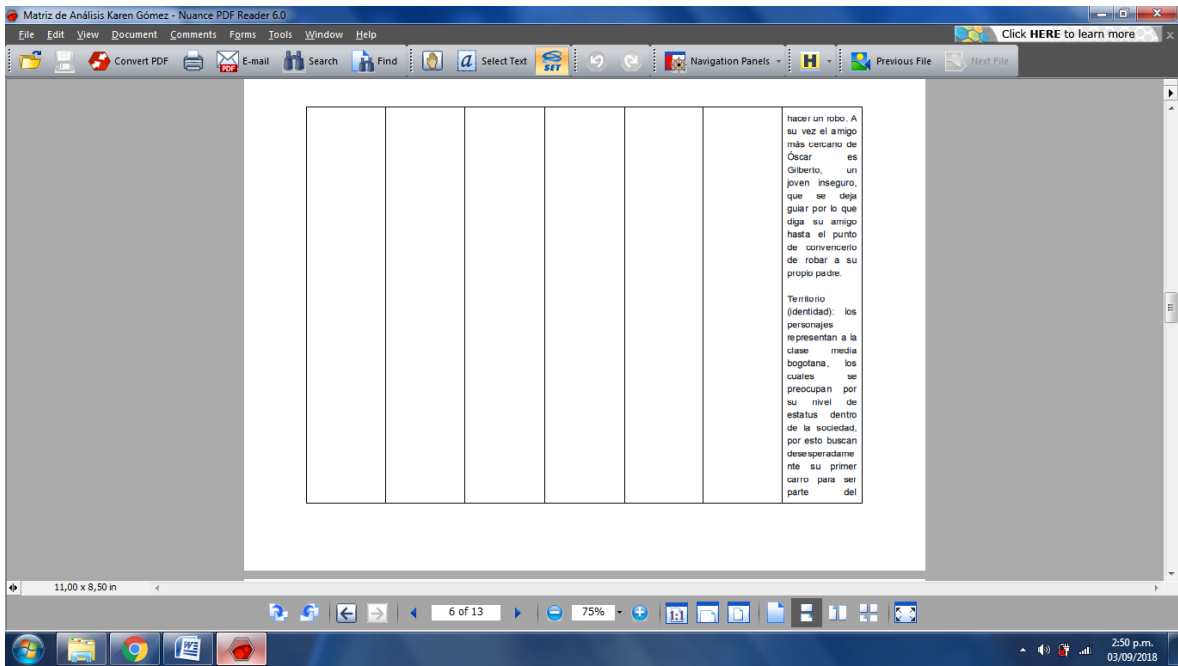 Matriz de Análisis Karen Gómez - Nuance PDF Reader 6.0
File Edit View Document Comments Forms Tools Window Help
Click HERE to learn more
Convert PDF E-mail Search Find Select Text SET Navigation Panels H Previous File Next File
hacer un robo. A
su vez el amigo
más cercano de
Óscar es
Gilberto, un
joven inseguro,
que se deja
guiar por lo que
diga su amigo
hasta el punto
de convencerlo
de robar a su
propio padre.
Territorio
(identidad): los
personajes
representan a la
clase media
bogotana, los
cuales se
preocupan por
su nivel de
estatus dentro
de la sociedad,
por esto buscan
desesperadame
nte su primer
carro para ser
parte del
11,00 x 8,50 in
6 of 13 75% 1:1
2:50 p.m.
03/09/2018